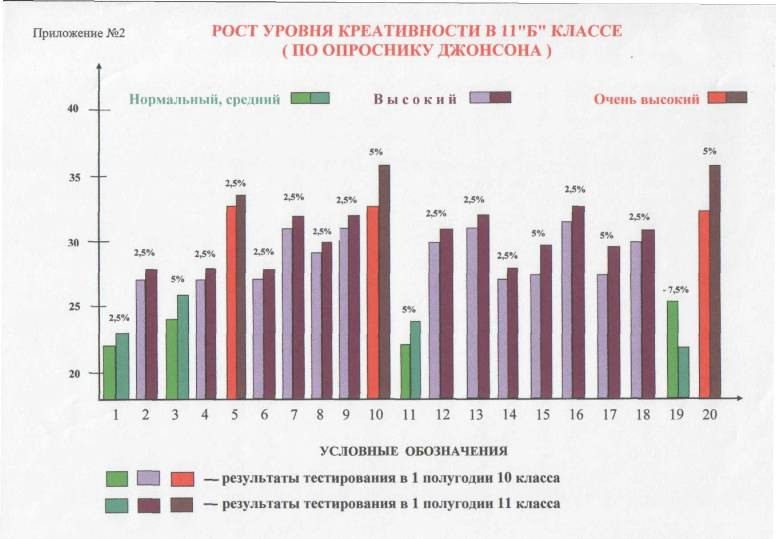 Приложение №2
РОСТ УРОВНЯ КРЕАТИВНОСТИ В 11"Б" КЛАССЕ
( ПО ОПРОСНИКУ ДЖОНСОНА )
Нормальный, средний
В ы с о к и й
Очень высокий
40
35
30
25
20
2,5%
2,5%
5%
2,5%
5%
2,5%
2,5%
2,5%
2,5%
5%
5%
2,5%
2,5%
2,5%
5%
2,5%
5%
2,5%
- 7,5%
5%
1 2 3 4 5 6 7 8 9 10 11 12 13 14 15 16 17 18 19 20
УСЛОВНЫЕ ОБОЗНАЧЕНИЯ
— результаты тестирования в 1 полугодии 10 класса
— результаты тестирования в 1 полугодии 11 класса